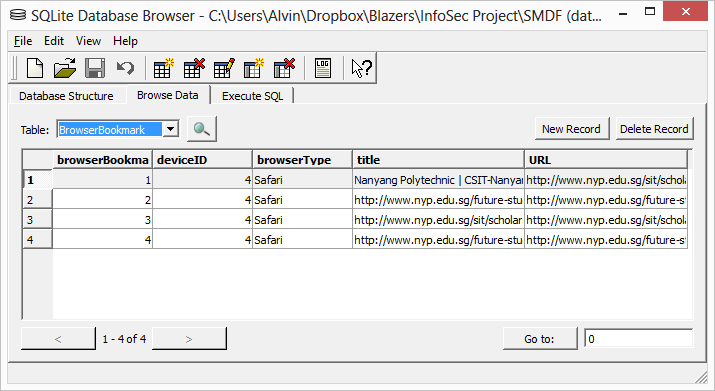 SQLite Database Browser - C:\Users\Alvin\Dropbox\Blazers\InfoSec Project\SMDF (dat...
File Edit View Help
LOG
Database Structure Browse Data Execute SQL
Table: BrowserBookmark New Record Delete Record
browserBookma deviceID browserType title URL
1 1 4 Safari Nanyang Polytechnic | CSIT-Nanyan http://www.nyp.edu.sg/sit/schola
2 2 4 Safari http://www.nyp.edu.sg/future-stu http://www.nyp.edu.sg/future-st
3 3 4 Safari http://www.nyp.edu.sg/sit/scholar http://www.nyp.edu.sg/sit/schola
4 4 4 Safari http://www.nyp.edu.sg/future-stu http://www.nyp.edu.sg/future-st
< 1 - 4 of 4 > Go to: 0